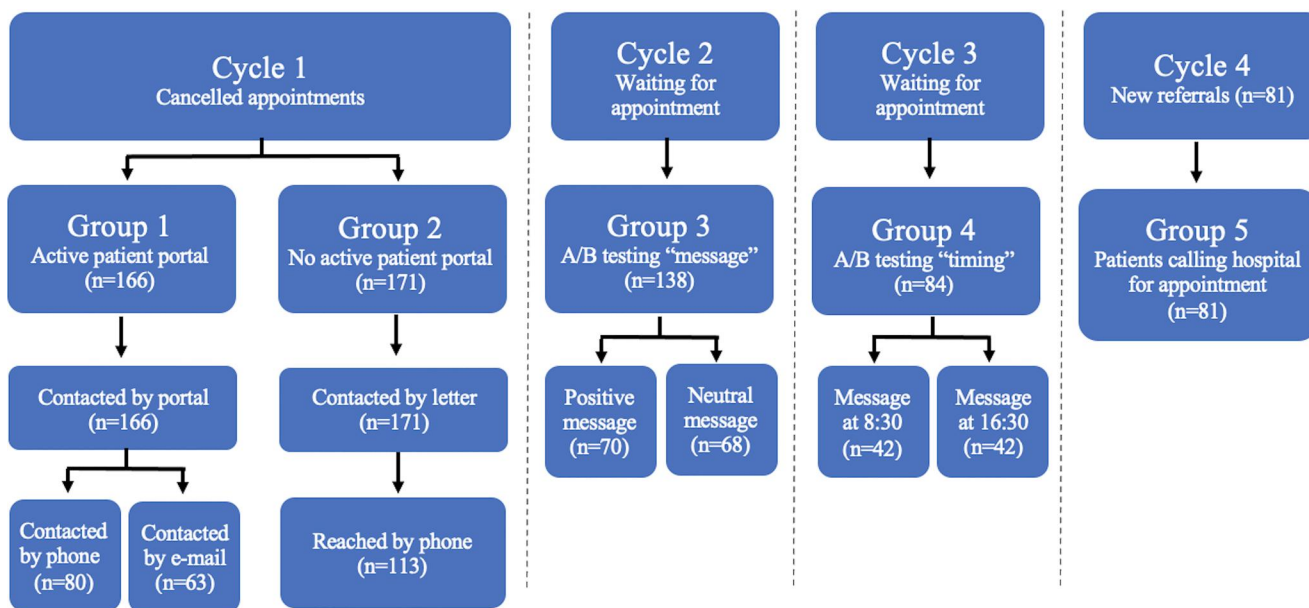 Cycle 1
Cancelled appointments
Group 1
Active patient portal
(n=166)
Group 2
No active patient portal
(n=171)
Contacted by portal
(n=166)
Contacted by letter
(n=171)
Contacted
by phone
(n=80)
Contacted
by e-mail
(n=63)
Reached by phone
(n=113)
Cycle 2
Waiting for
appointment
Group 3
A/B testing “message”
(n=138)
Positive
message
(n=70)
Neutral
message
(n=68)
Cycle 3
Waiting for
appointment
Group 4
A/B testing “timing”
(n=84)
Message
at 8:30
(n=42)
Message
at 16:30
(n=42)
Cycle 4
New referrals (n=81)
Group 5
Patients calling hospital
for appointment
(n=81)